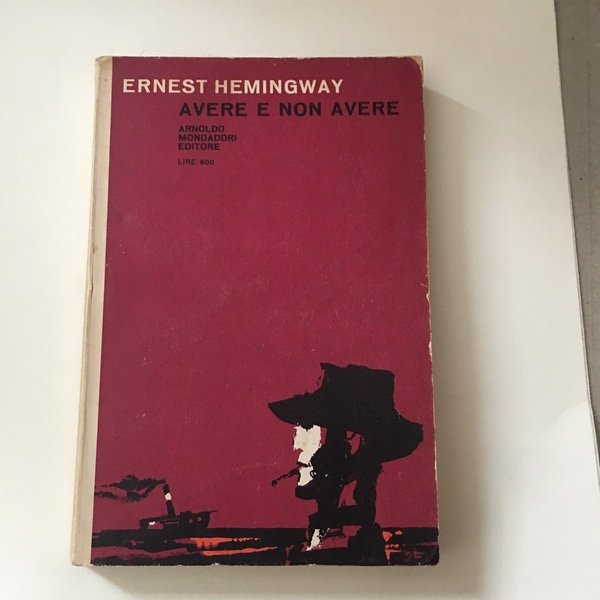 ERNEST HEMINGWAY
AVERE E NON AVERE
ARNOLDO
MONDADORI
EDITORE
LIRE 600